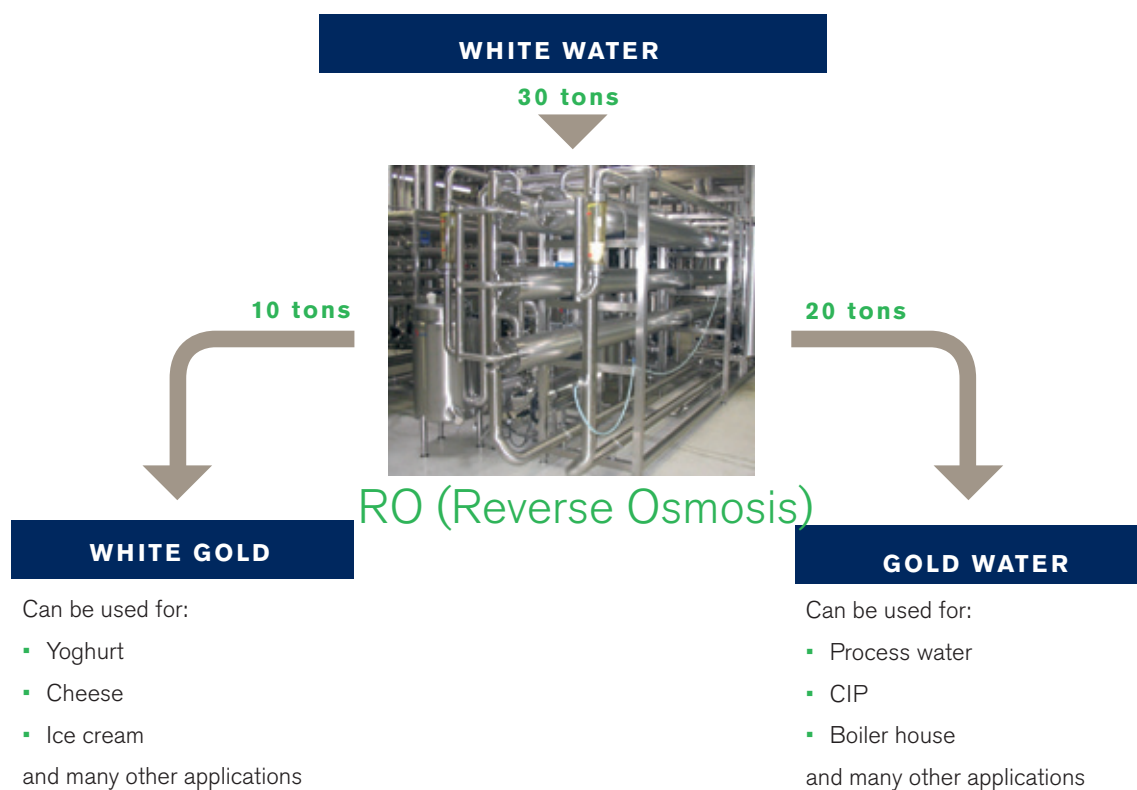 WHITE WATER
30 tons
10 tons
20 tons
RO (Reverse Osmosis)
WHITE GOLD
Can be used for:
▪ Yoghurt
▪ Cheese
▪ Ice cream
and many other applications
GOLD WATER
Can be used for:
▪ Process water
▪ CIP
▪ Boiler house
and many other applications